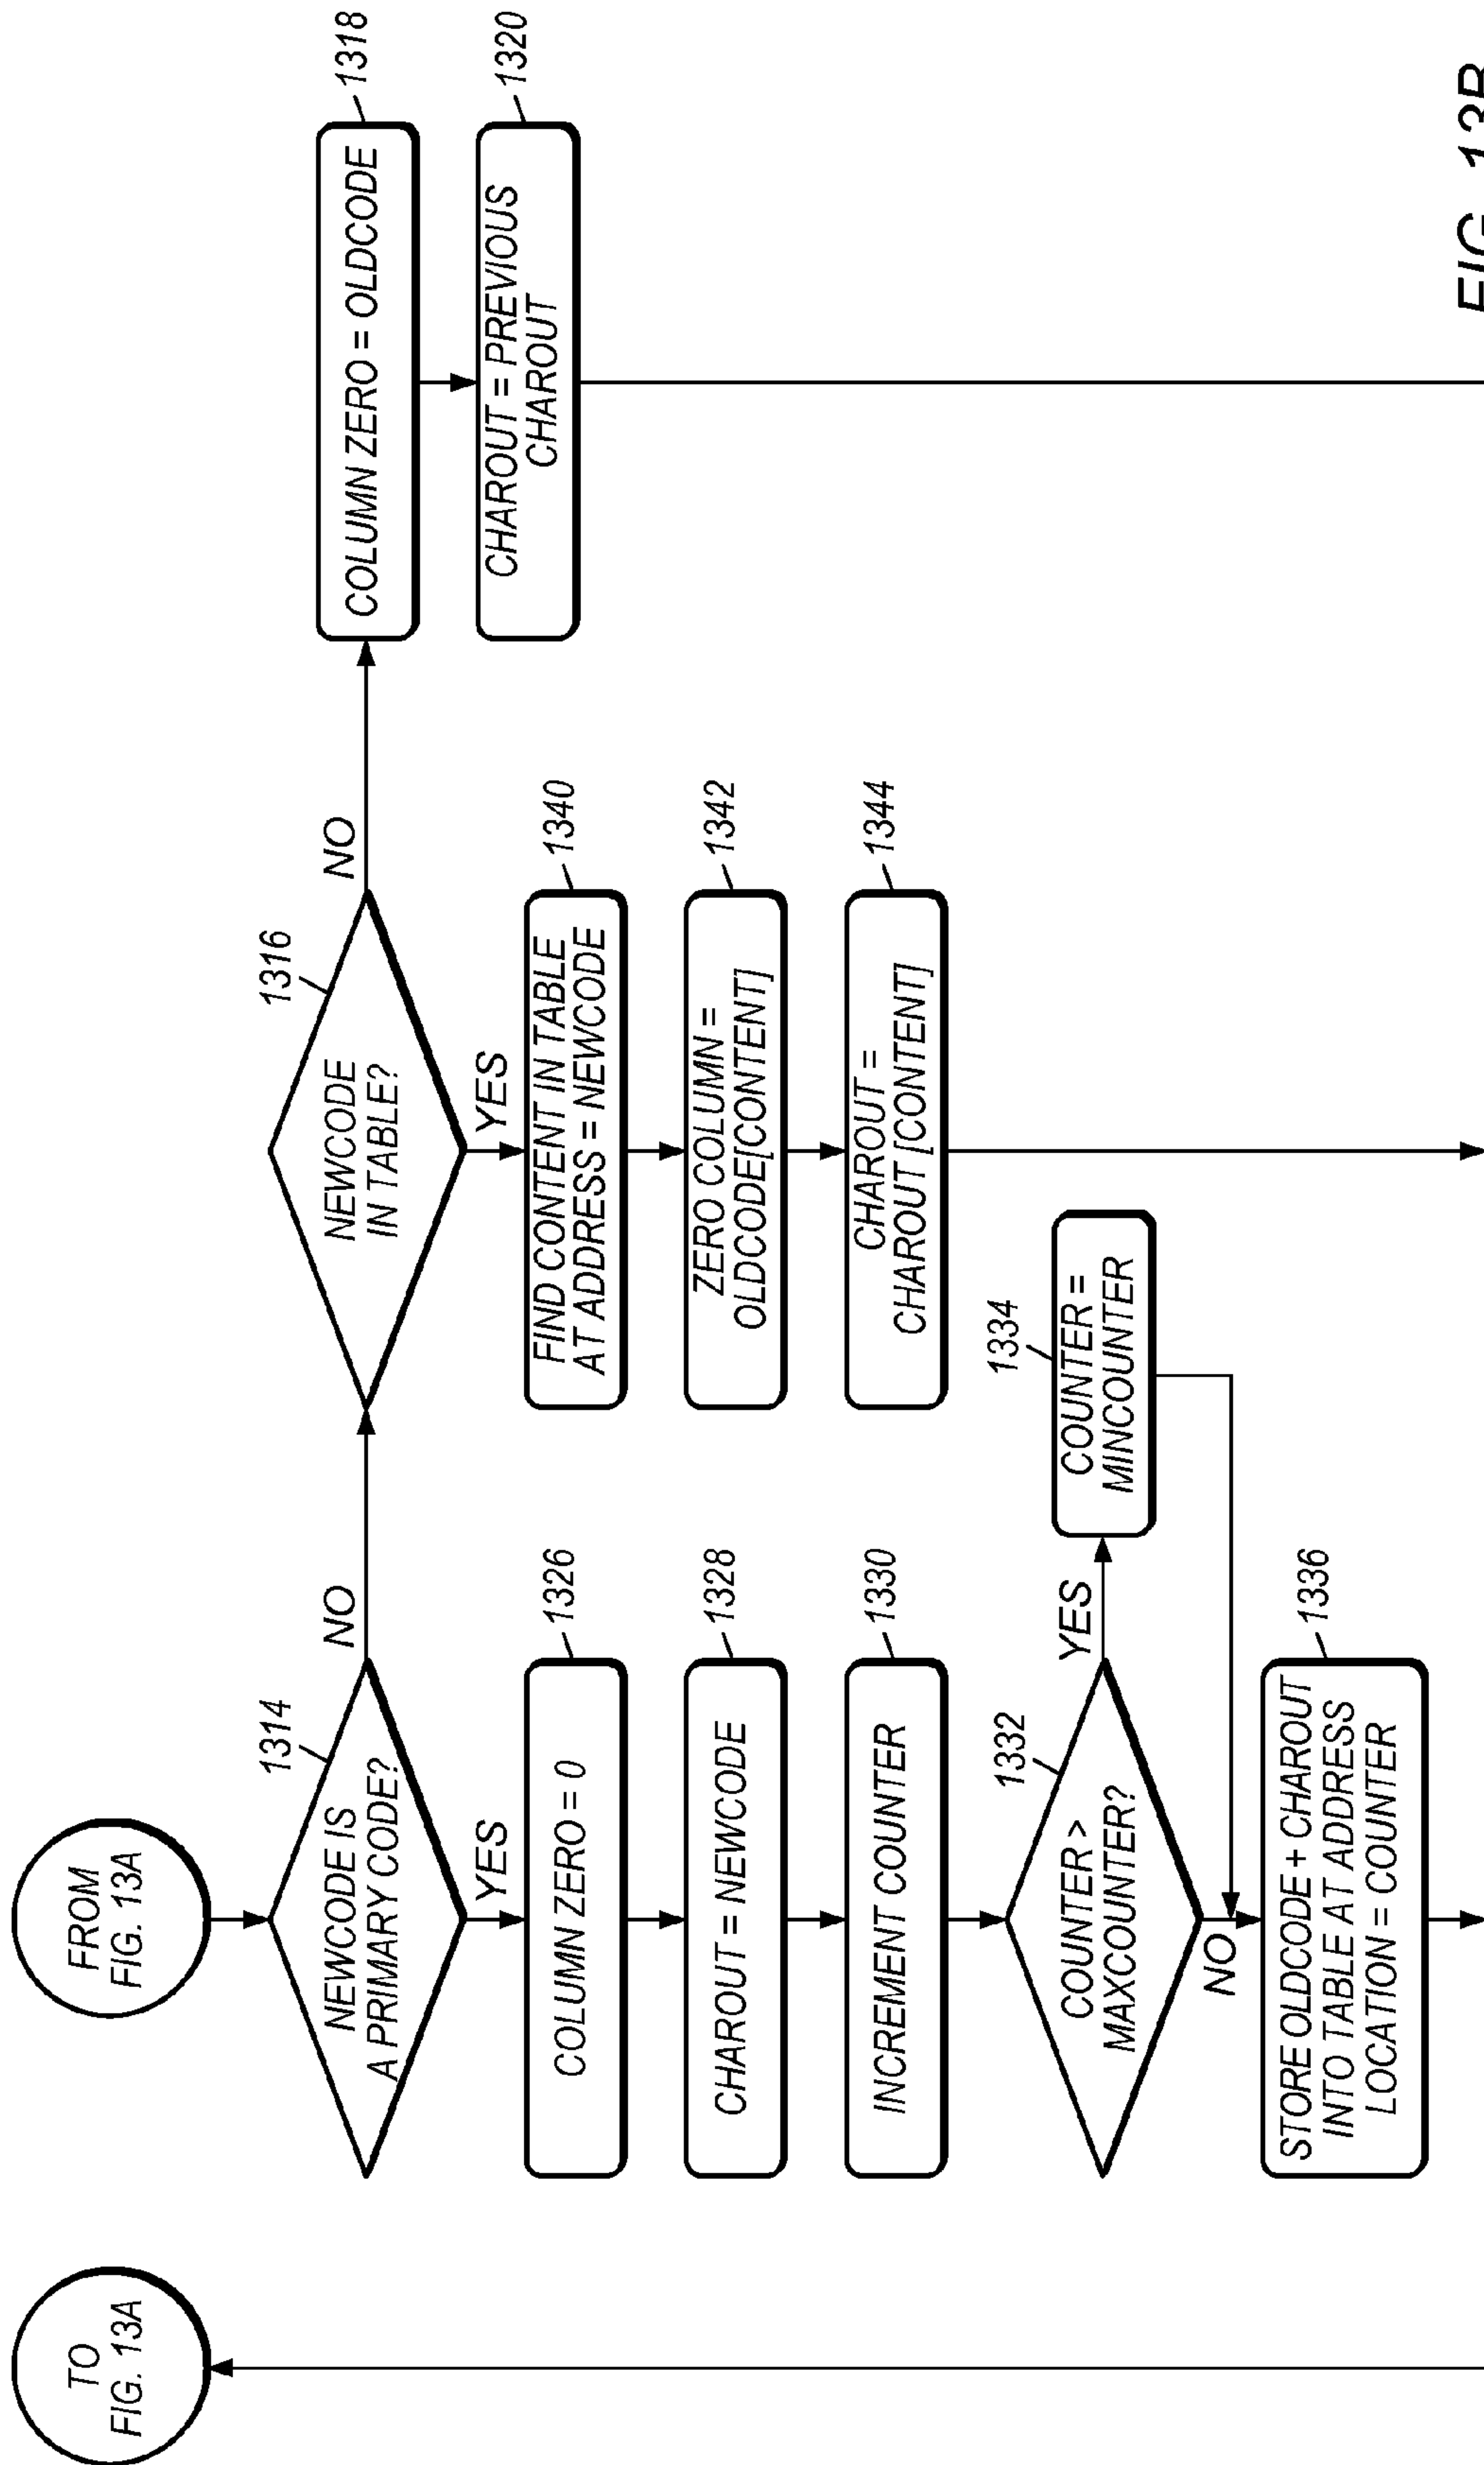 TO
FIG. 13A
FROM
FIG. 13A
1314
NEWCODE IS
A PRIMARY CODE?
NO
YES
1316
NEWCODE
IN TABLE?
NO
YES
COLUMN ZERO = OLDCODE
1318
CHAROUT = PREVIOUS
CHAROUT
1320
COLUMN ZERO = 0
1326
CHAROUT = NEWCODE
1328
INCREMENT COUNTER
1330
FIND CONTENT IN TABLE
AT ADDRESS = NEWCODE
1340
ZERO COLUMN =
OLDCODE[CONTENT]
1342
CHAROUT =
CHAROUT [CONTENT]
1344
1332
COUNTER >
MAXCOUNTER?
YES
NO
1334
COUNTER =
MINCOUNTER
STORE OLDCODE + CHAROUT
INTO TABLE AT ADDRESS
LOCATION = COUNTER
1336
FIG. 13B